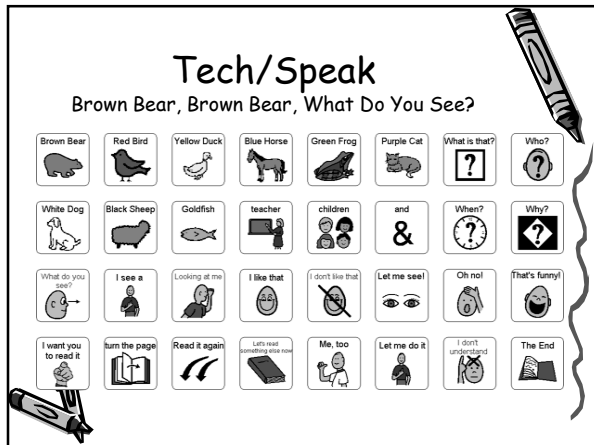 Tech/Speak
Brown Bear, Brown Bear, What Do You See?
Brown Bear
Red Bird
Yellow Duck
Blue Horse
Green Frog
Purple Cat
What is that?
?
Who?
?
White Dog
Black Sheep
Goldfish
teacher
children
and
&
When?
?
Why?
?
What do you
see?
I see a
Looking at me
I like that
I don't like that
Let me see!
Oh no!
That's funny!
I want you
to read it
turn the page
Read it again
Let's read
something else now
Me, too
Let me do it
I don't
understand
The End